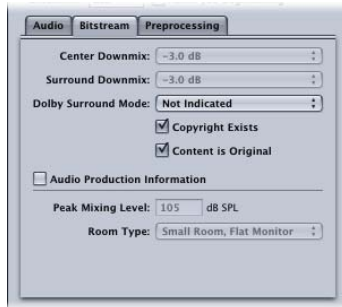 Audio Bitstream Preprocessing
Center Downmix: -3.0 dB
Surround Downmix: -3.0 dB
Dolby Surround Mode: Not Indicated
Copyright Exists
Content is Original
Audio Production Information
Peak Mixing Level: 105 dB SPL
Room Type: Small Room, Flat Monitor